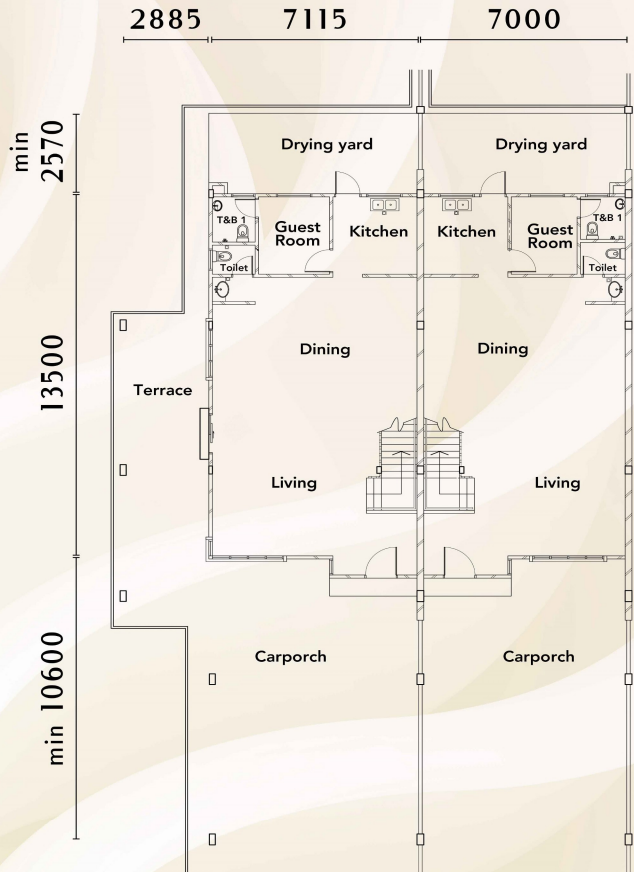 2885 7115 7000
min 2570
Drying yard Drying yard
T&B 1 Guest Room Kitchen Kitchen Guest Room T&B 1
Toilet Toilet
13500
Dining Dining
Terrace
Living Living
min 10600
Carporch Carporch